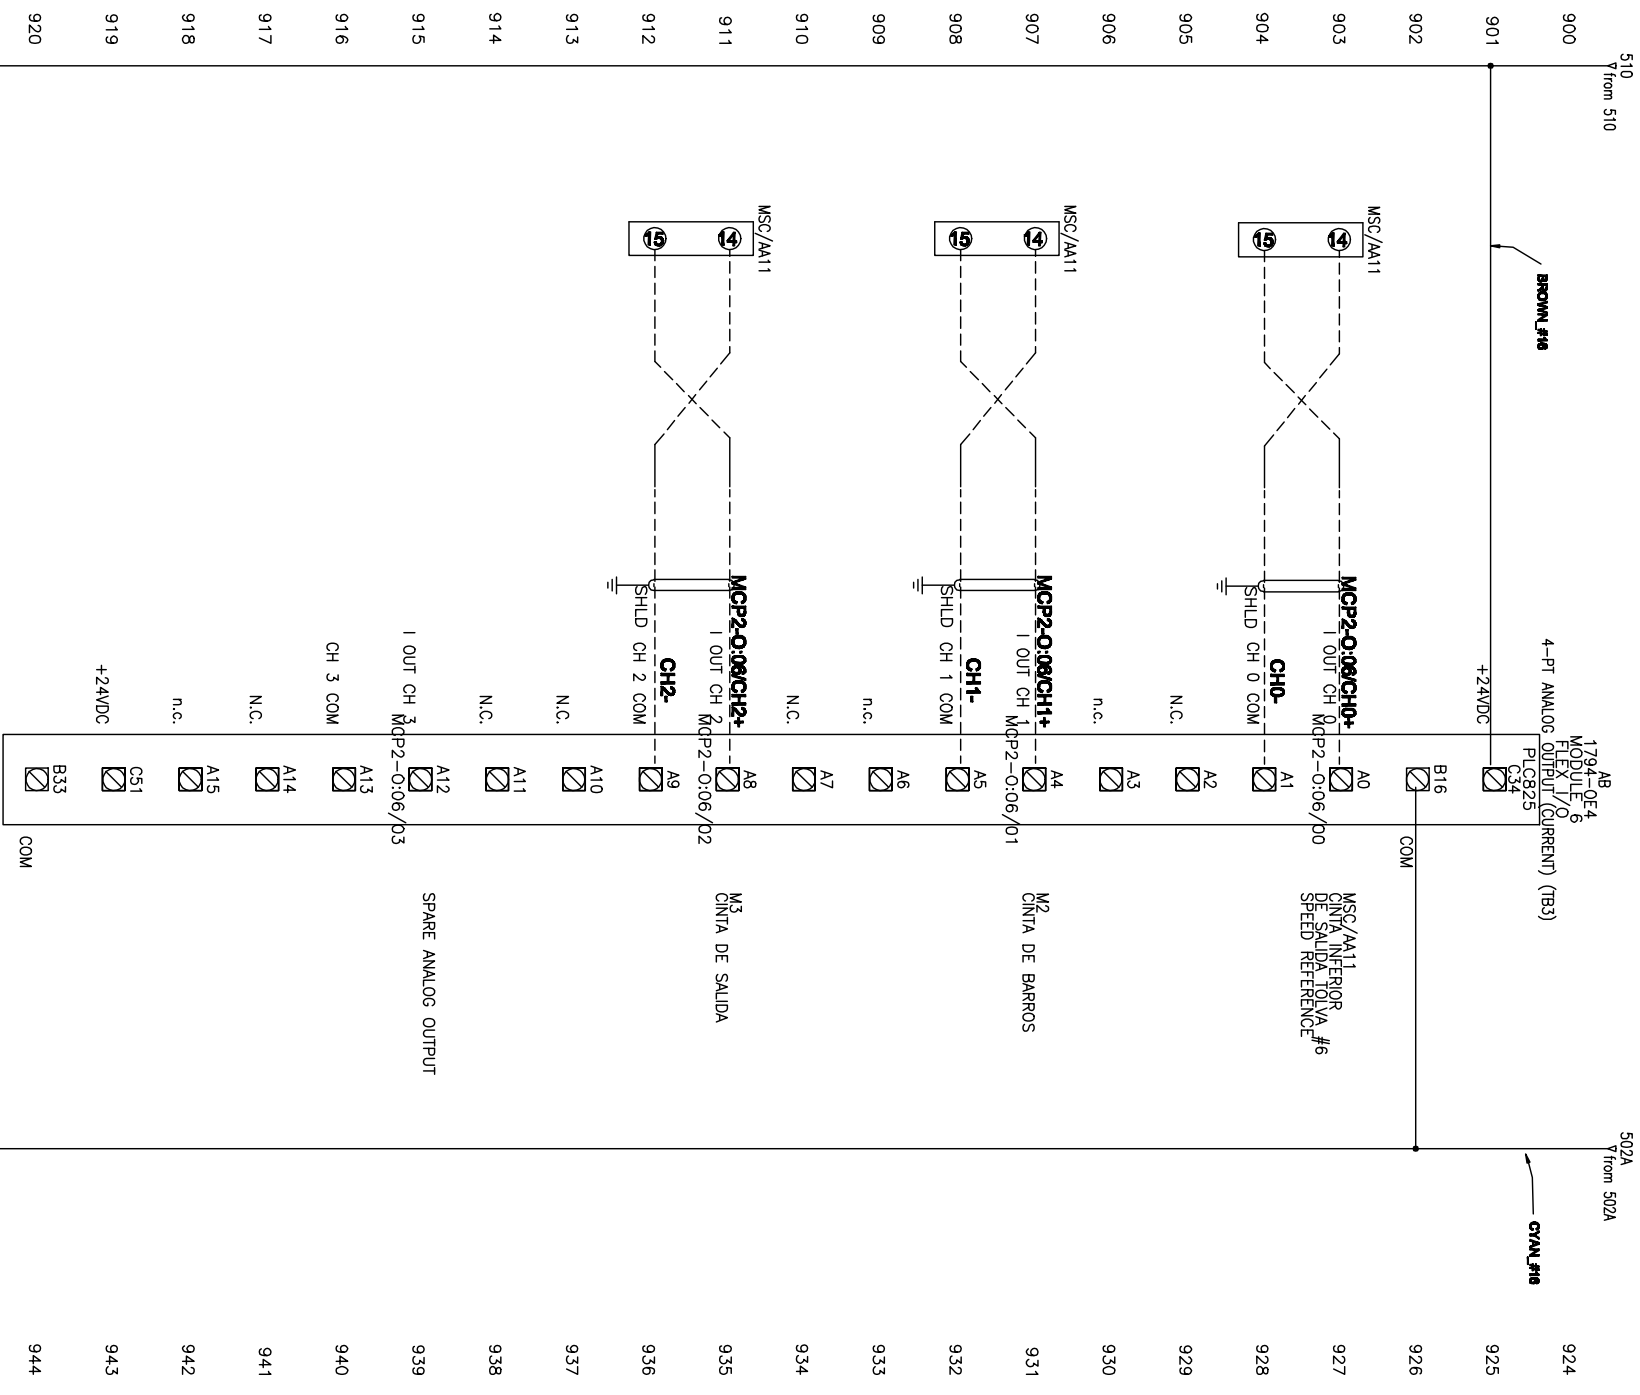 510
from 510
900
901
902
903
904
905
906
907
908
909
910
911
912
913
914
915
916
917
918
919
920
BROWN_#16
MSC/AA11
14
15
MSC/AA11
14
15
MSC/AA11
14
15
AB
1794-OE4
MODULE 6
FLEX I/O
4-PT ANALOG OUTPUT (CURRENT) (TB3)
PLC825
+24VDC
C34
B16
COM
MCP2-O:06/CH0+
I OUT CH 0
A0
MCP2-O:06/00
MSC/AA11
CINTA INFERIOR
DE SALIDA TOLVA #6
SPEED REFERENCE
CH0-
SHLD CH 0 COM
A1
N.C.
A2
n.c.
A3
MCP2-O:06/CH1+
I OUT CH 1
A4
MCP2-O:06/01
M2
CINTA DE BARROS
CH1-
SHLD CH 1 COM
A5
n.c.
A6
N.C.
A7
MCP2-O:06/CH2+
I OUT CH 2
A8
MCP2-O:06/02
M3
CINTA DE SALIDA
CH2-
SHLD CH 2 COM
A9
N.C.
A10
N.C.
A11
I OUT CH 3
A12
MCP2-O:06/03
SPARE ANALOG OUTPUT
CH 3 COM
A13
N.C.
A14
n.c.
A15
+24VDC
C51
B33
COM
502A
from 502A
CYAN_#16
924
925
926
927
928
929
930
931
932
933
934
935
936
937
938
939
940
941
942
943
944